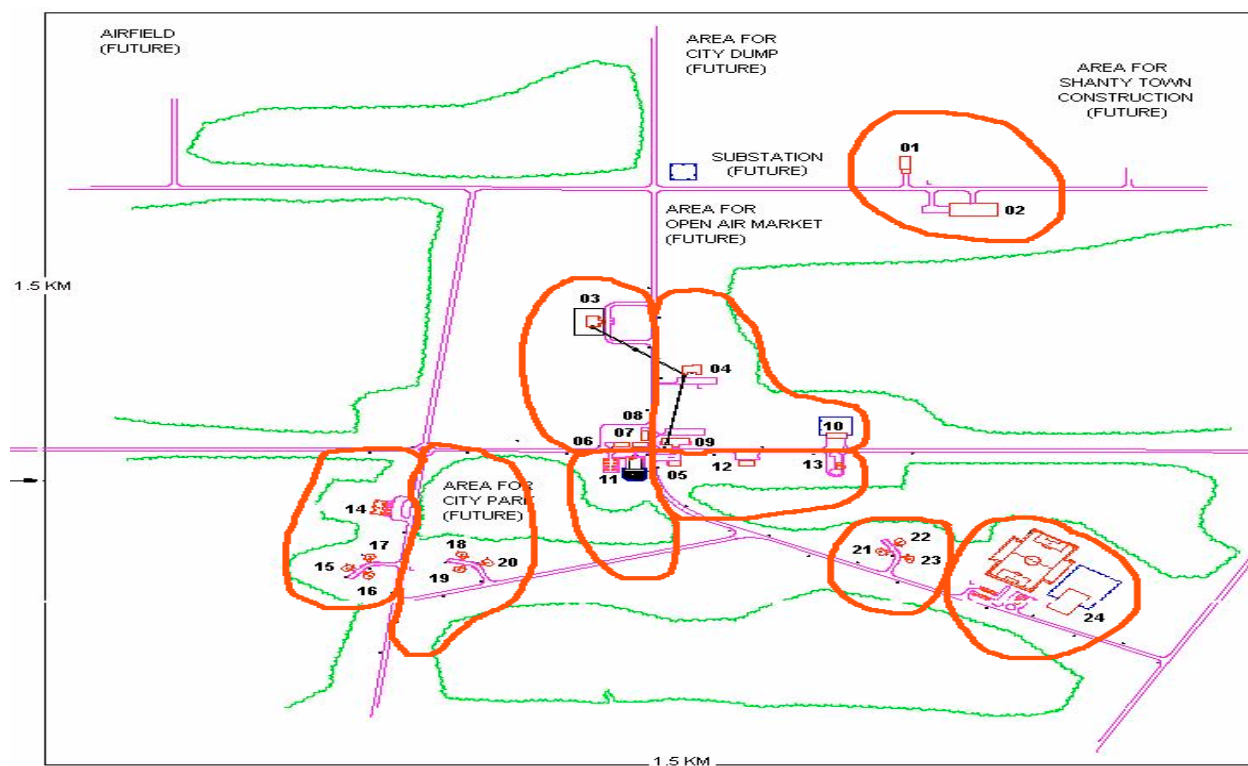 AIRFIELD
(FUTURE)
AREA FOR
CITY DUMP
(FUTURE)
AREA FOR
SHANTY TOWN
CONSTRUCTION
(FUTURE)
01
SUBSTATION
(FUTURE)
02
AREA FOR
OPEN AIR MARKET
(FUTURE)
1.5 KM
03
04
08
07
06
09
10
05
12
13
11
AREA FOR
CITY PARK
(FUTURE)
14
17
18
15
16
19
20
22
21
23
24
1.5 KM